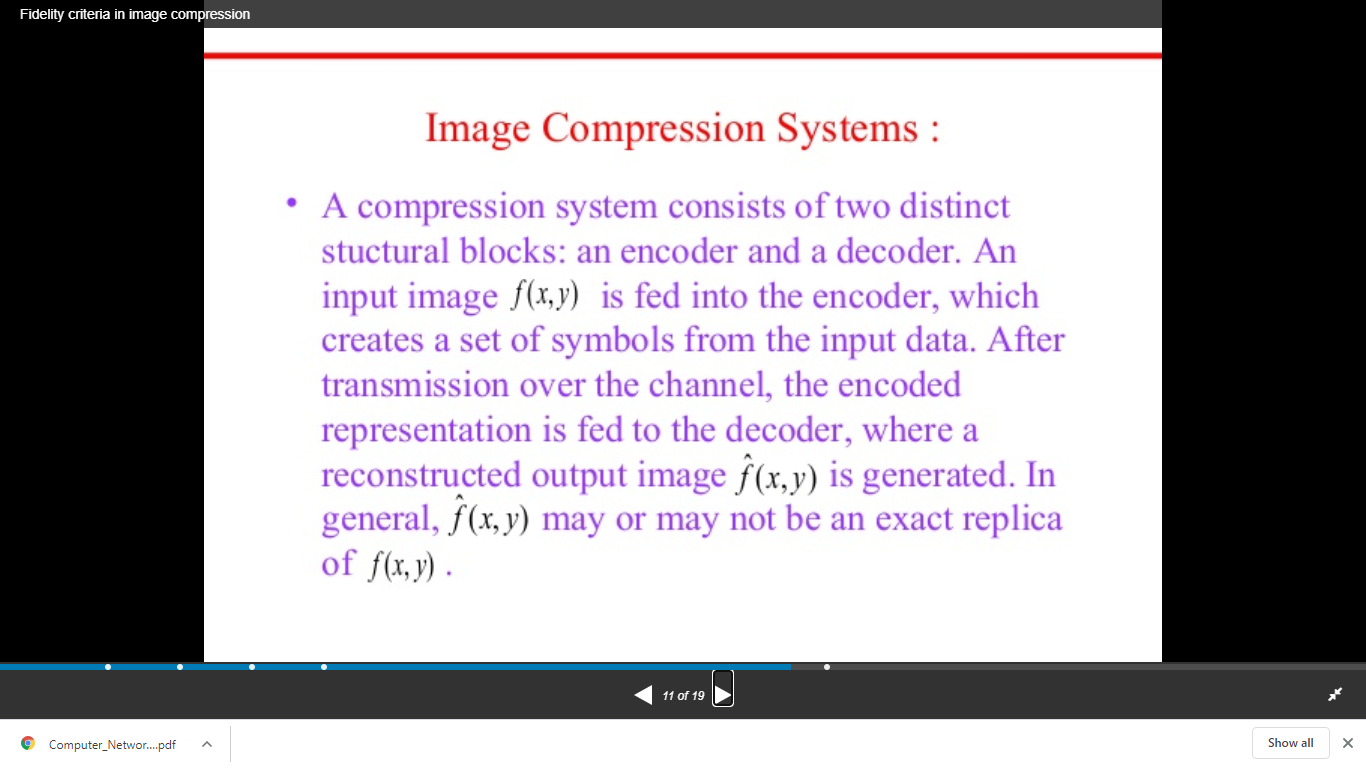 Fidelity criteria in image compression
Image Compression Systems :
• A compression system consists of two distinct
stuctural blocks: an encoder and a decoder. An
input image f(x,y) is fed into the encoder, which
creates a set of symbols from the input data. After
transmission over the channel, the encoded
representation is fed to the decoder, where a
reconstructed output image f̂(x,y) is generated. In
general, f̂(x,y) may or may not be an exact replica
of f(x,y) .
11 of 19
Computer_Networ....pdf
Show all